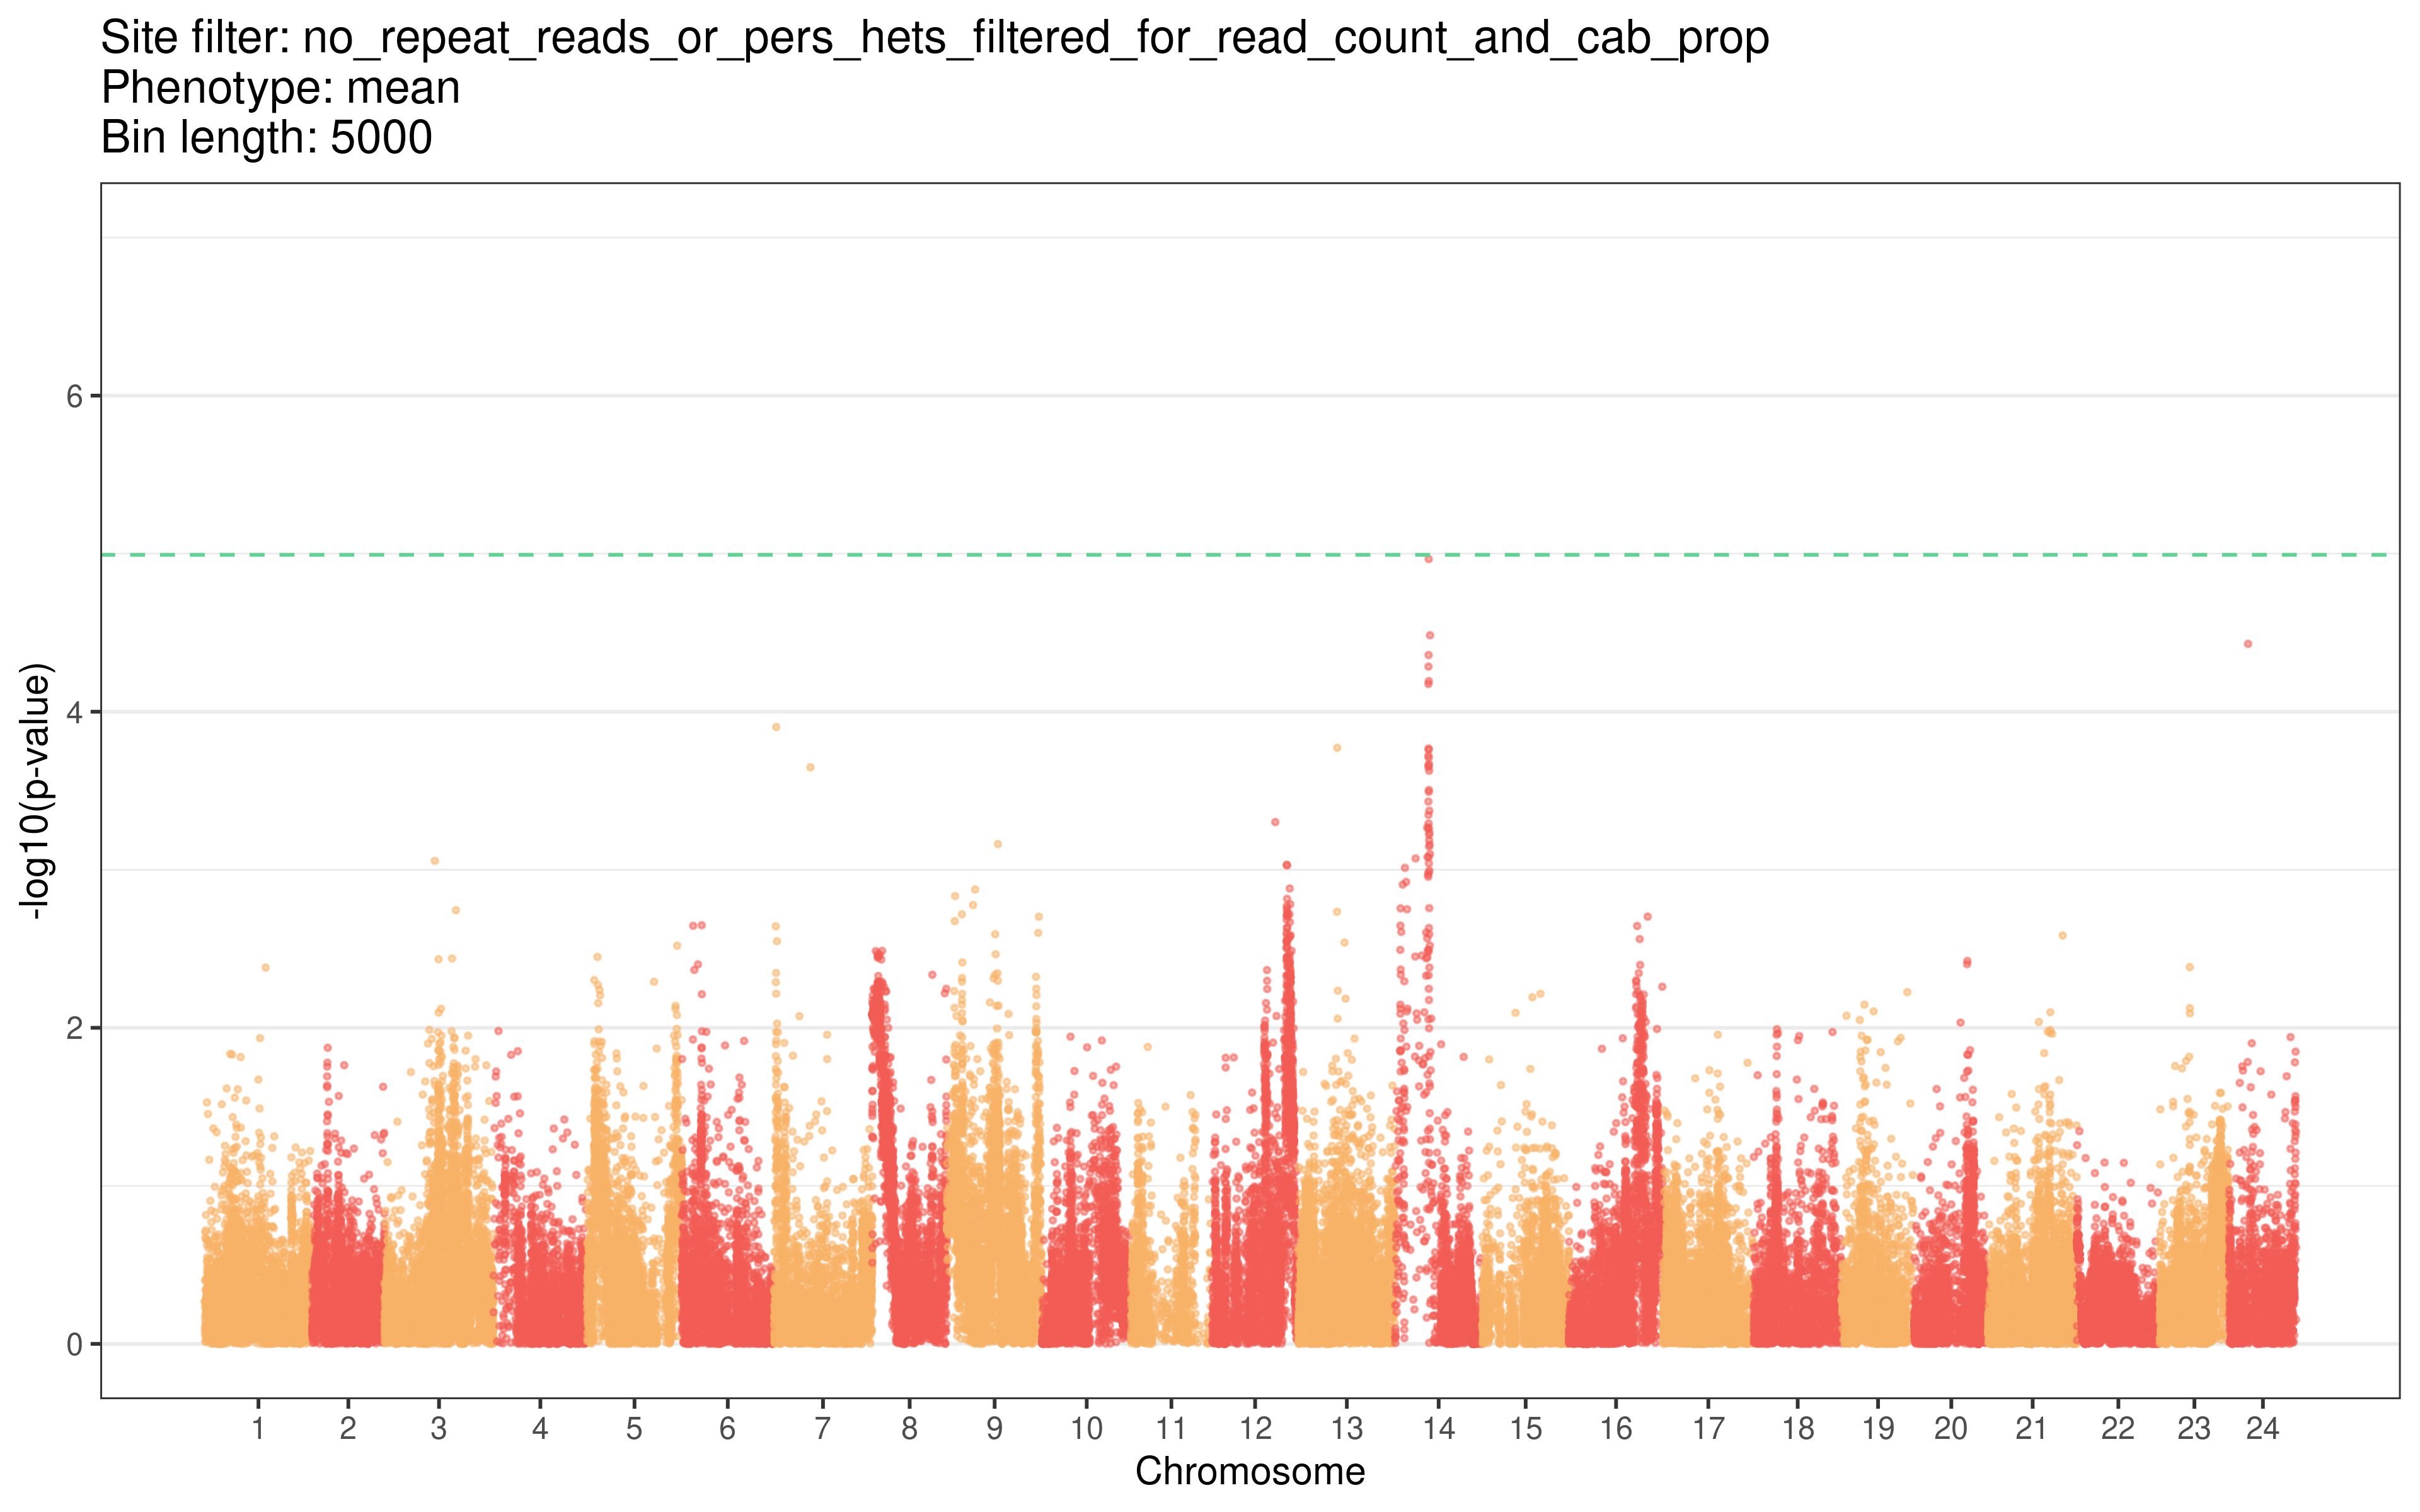 Site filter: no_repeat_reads_or_pers_hets_filtered_for_read_count_and_cab_prop
Phenotype: mean
Bin length: 5000
6
4
2
0
-log10(p-value)
1 2 3 4 5 6 7 8 9 10 11 12 13 14 15 16 17 18 19 20 21 22 23 24
Chromosome